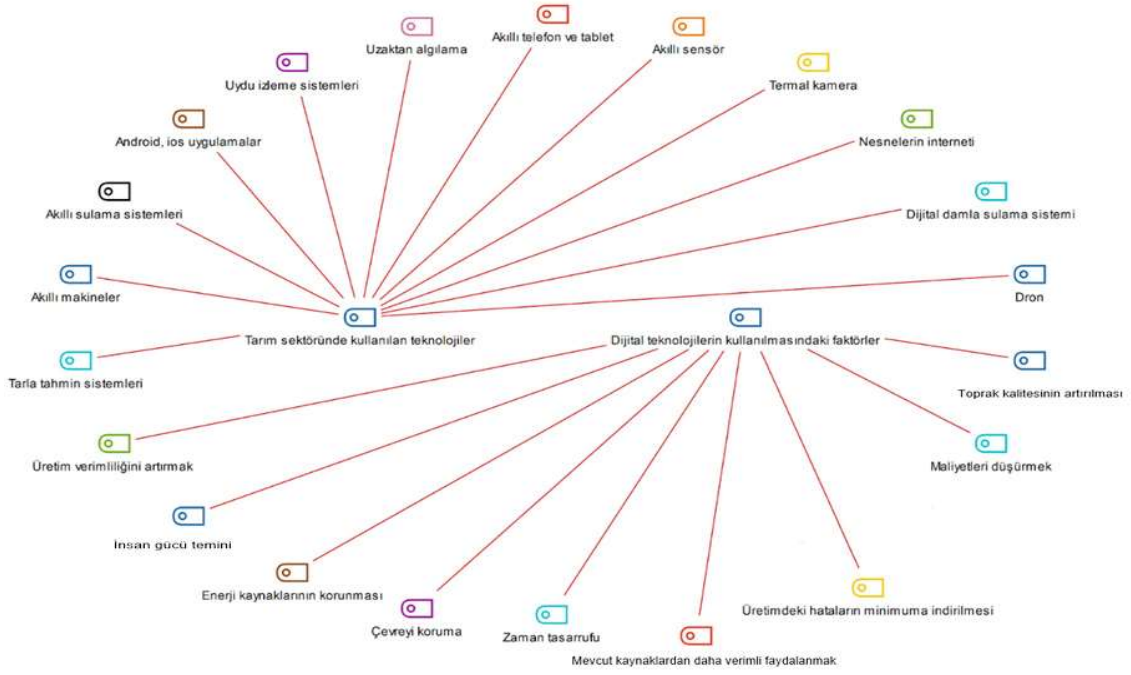 Akıllı telefon ve tablet
Uzaktan algılama
Akıllı sensör
Uydu izleme sistemleri
Termal kamera
Android, ios uygulamalar
Nesnelerin interneti
Akıllı sulama sistemleri
Dijital damla sulama sistemi
Akıllı makineler
Dron
Tarım sektöründe kullanılan teknolojiler
Dijital teknolojilerin kullanılmasındaki faktörler
Tarla tahmin sistemleri
Toprak kalitesinin artırılması
Üretim verimliliğini artırmak
Maliyetleri düşürmek
İnsan gücü temini
Enerji kaynaklarının korunması
Üretimdeki hataların minimuma indirilmesi
Çevreyi koruma
Zaman tasarrufu
Mevcut kaynaklardan daha verimli faydalanmak